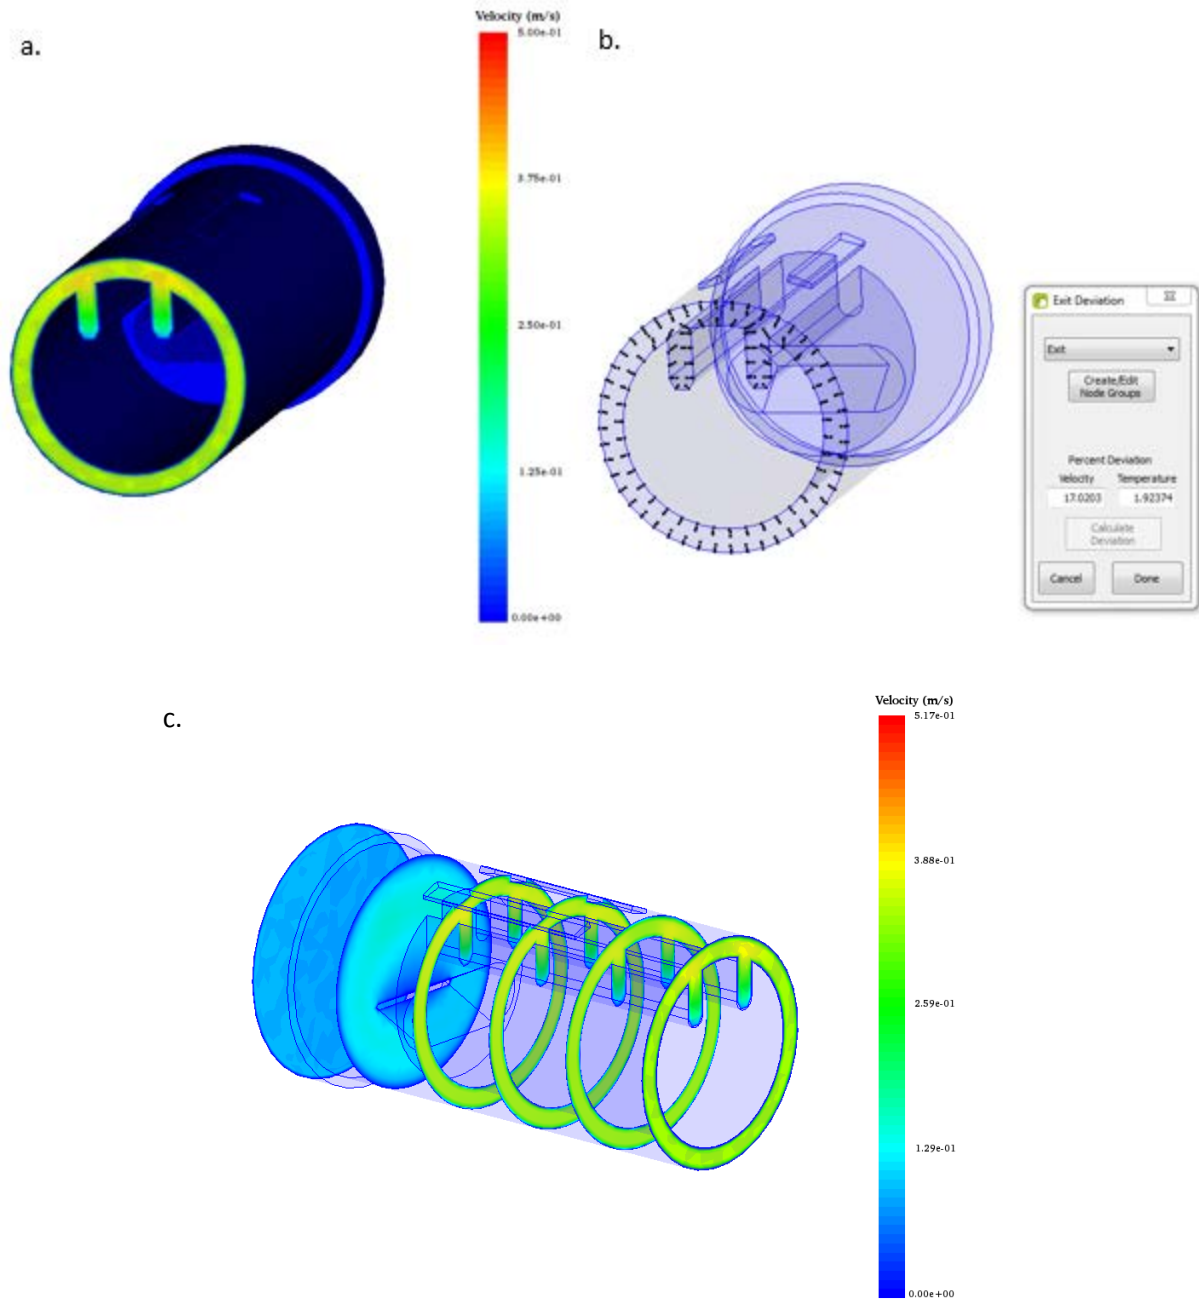 a.
Velocity (m/s)
5.00e-01
3.75e-01
2.50e-01
1.25e-01
0.00e+00
b.
Exit Deviation
Exit
Create/Edit
Node Groups
Percent Deviation
Velocity Temperature
17.0203 1.92374
Calculate
Deviation
Cancel Done
c.
Velocity (m/s)
5.17e-01
3.88e-01
2.59e-01
1.29e-01
0.00e+00